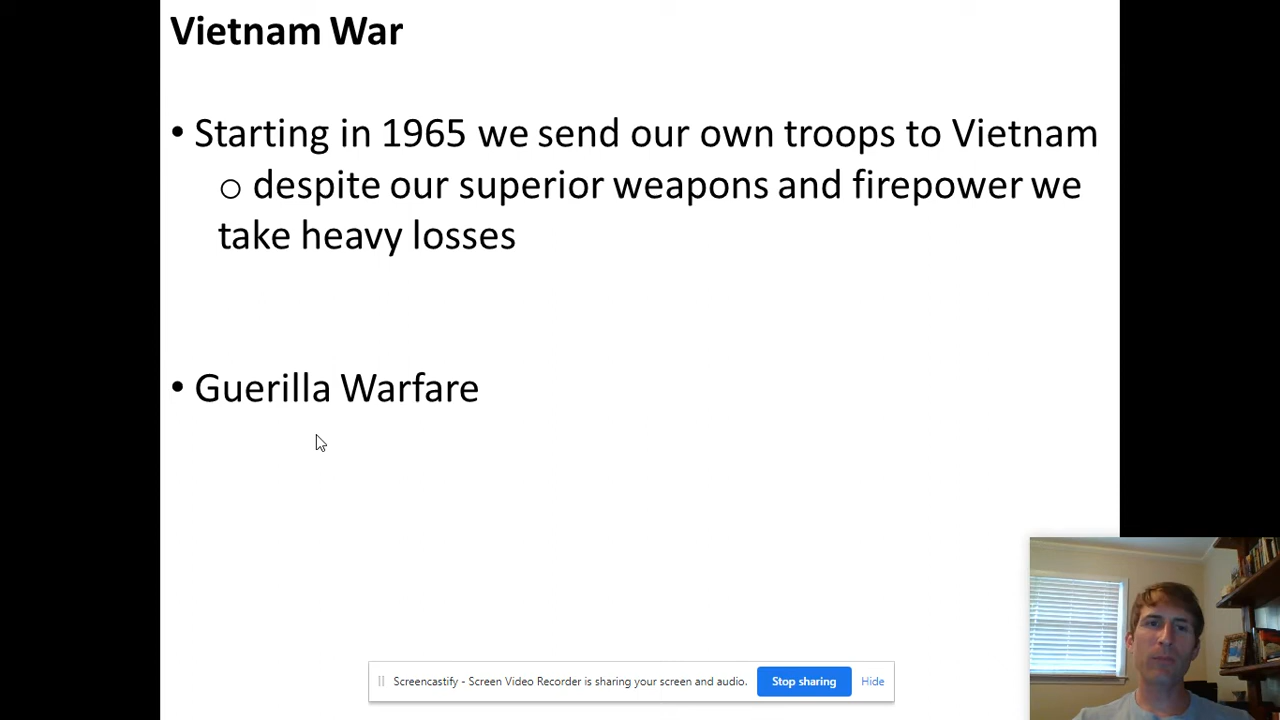 Vietnam War
• Starting in 1965 we send our own troops to Vietnam
o despite our superior weapons and firepower we
take heavy losses
• Guerilla Warfare
Screencastify - Screen Video Recorder is sharing your screen and audio. Stop sharing Hide